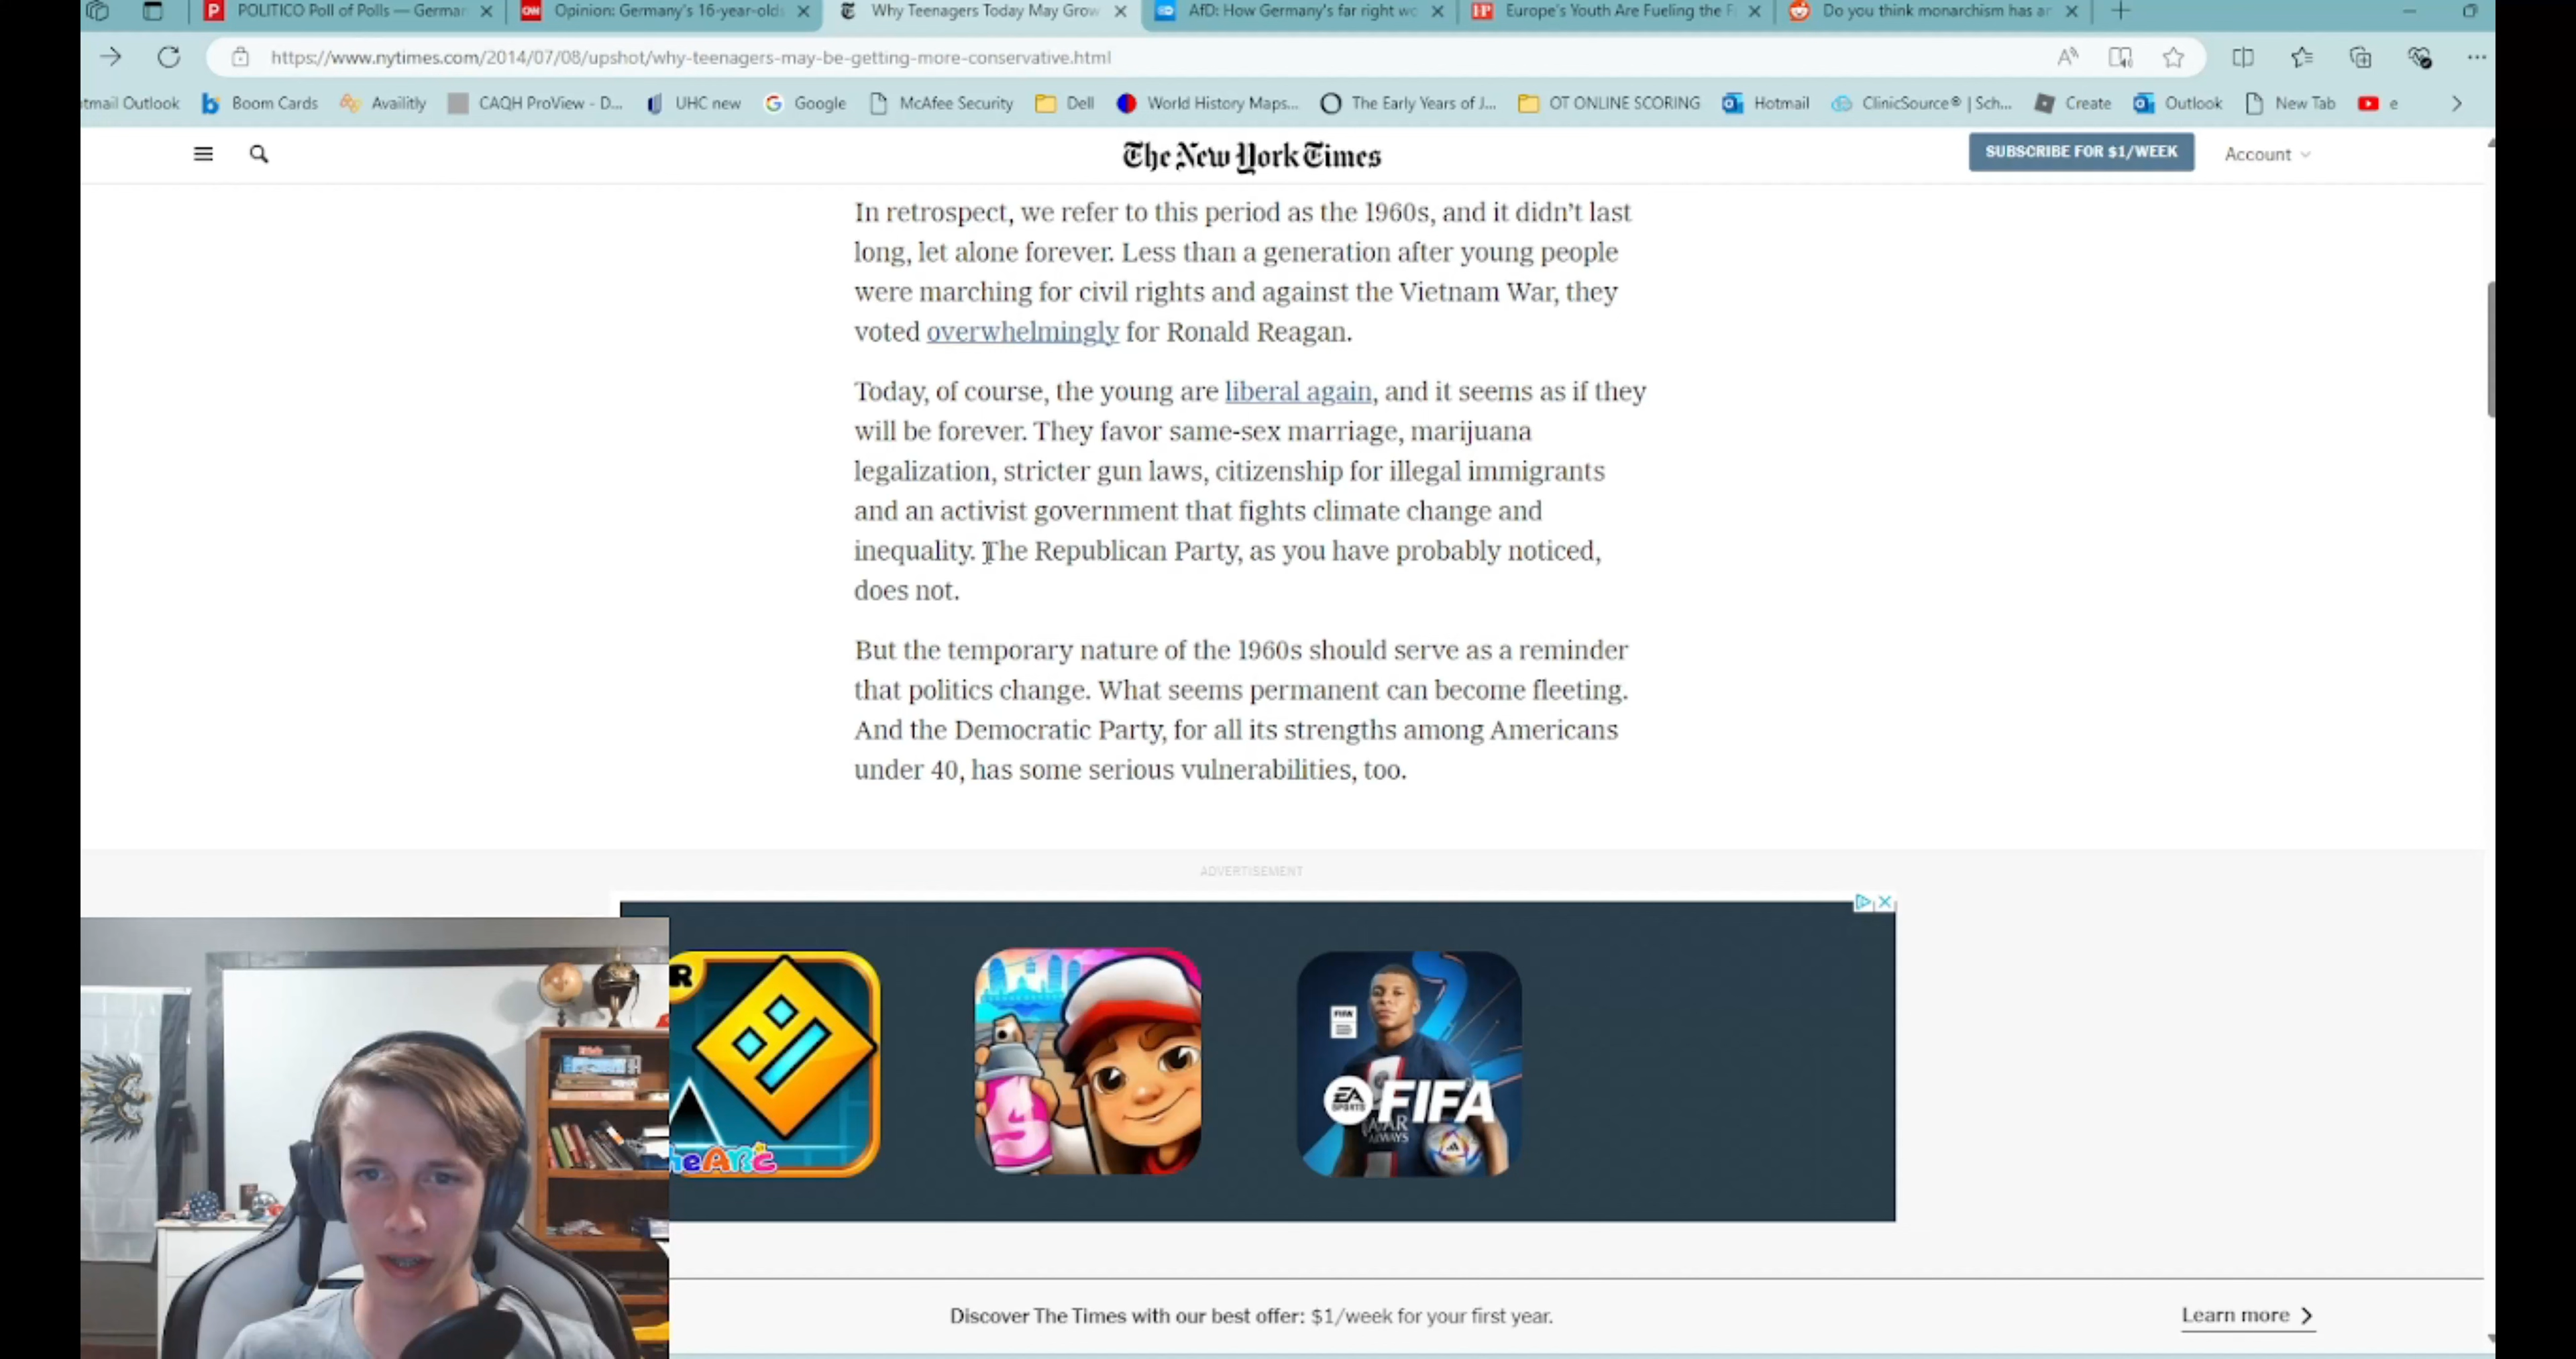 POLITICO Poll of Polls — German
CNN Opinion: Germany's 16-year-olds
Why Teenagers Today May Grow
AfD: How Germany's far right wo
FP Europe's Youth Are Fueling the F
Do you think monarchism has an
https://www.nytimes.com/2014/07/08/upshot/why-teenagers-may-be-getting-more-conservative.html
tmail Outlook
Boom Cards
Availitly
CAQH ProView - D...
UHC new
Google
McAfee Security
Dell
World History Maps...
The Early Years of J...
OT ONLINE SCORING
Hotmail
ClinicSource® | Sch...
Create
Outlook
New Tab
e
The New York Times
SUBSCRIBE FOR $1/WEEK
Account
In retrospect, we refer to this period as the 1960s, and it didn't last
long, let alone forever. Less than a generation after young people
were marching for civil rights and against the Vietnam War, they
voted overwhelmingly for Ronald Reagan.
Today, of course, the young are liberal again, and it seems as if they
will be forever. They favor same-sex marriage, marijuana
legalization, stricter gun laws, citizenship for illegal immigrants
and an activist government that fights climate change and
inequality. The Republican Party, as you have probably noticed,
does not.
But the temporary nature of the 1960s should serve as a reminder
that politics change. What seems permanent can become fleeting.
And the Democratic Party, for all its strengths among Americans
under 40, has some serious vulnerabilities, too.
ADVERTISEMENT
R
heABC
S
FIFA
EA SPORTS FIFA
QATAR
AIRWAYS
Discover The Times with our best offer: $1/week for your first year.
Learn more